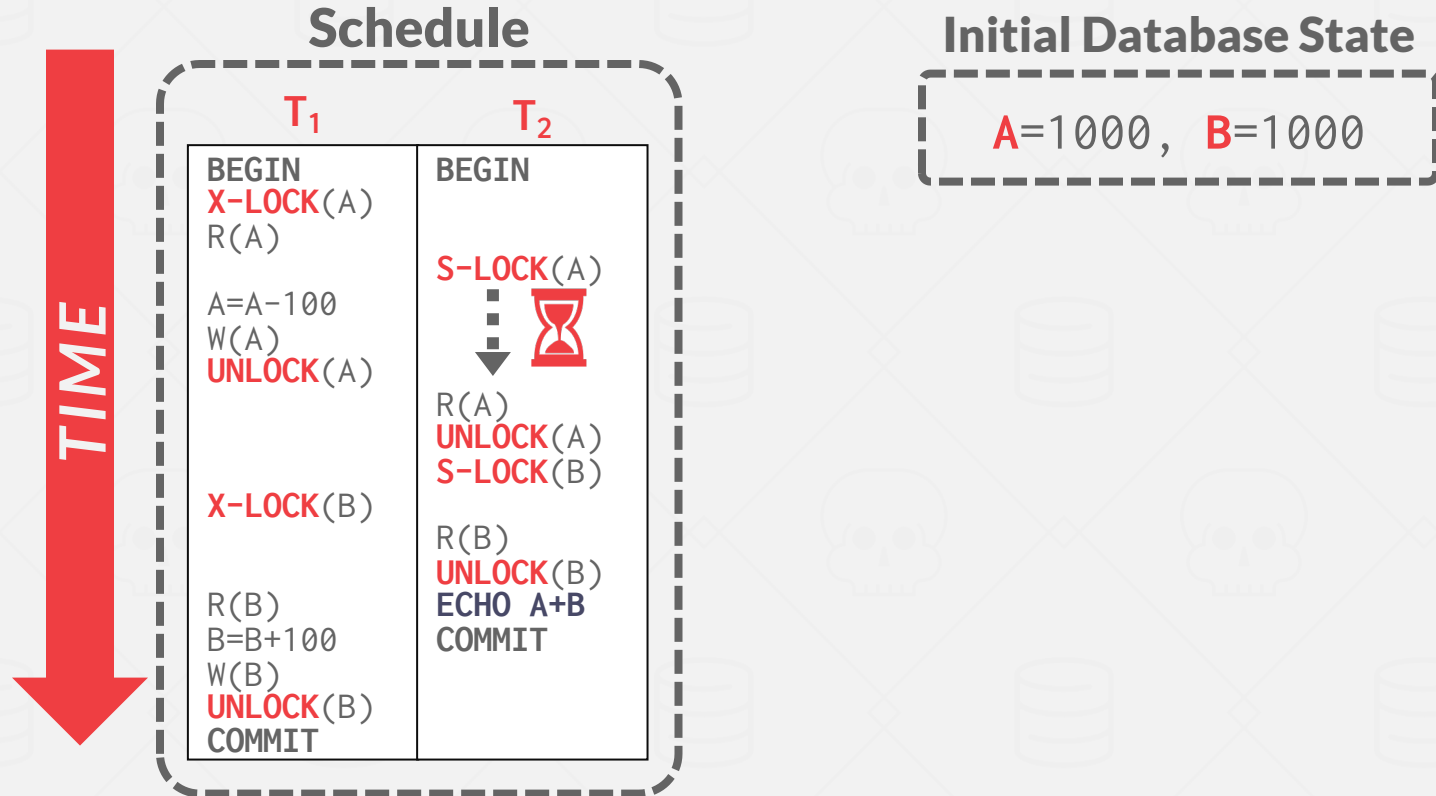 Schedule
Initial Database State
A=1000, B=1000
TIME
T₁
BEGIN
X-LOCK(A)
R(A)
A=A-100
W(A)
UNLOCK(A)
X-LOCK(B)
R(B)
B=B+100
W(B)
UNLOCK(B)
COMMIT
T₂
BEGIN
S-LOCK(A)
R(A)
UNLOCK(A)
S-LOCK(B)
R(B)
UNLOCK(B)
ECHO A+B
COMMIT